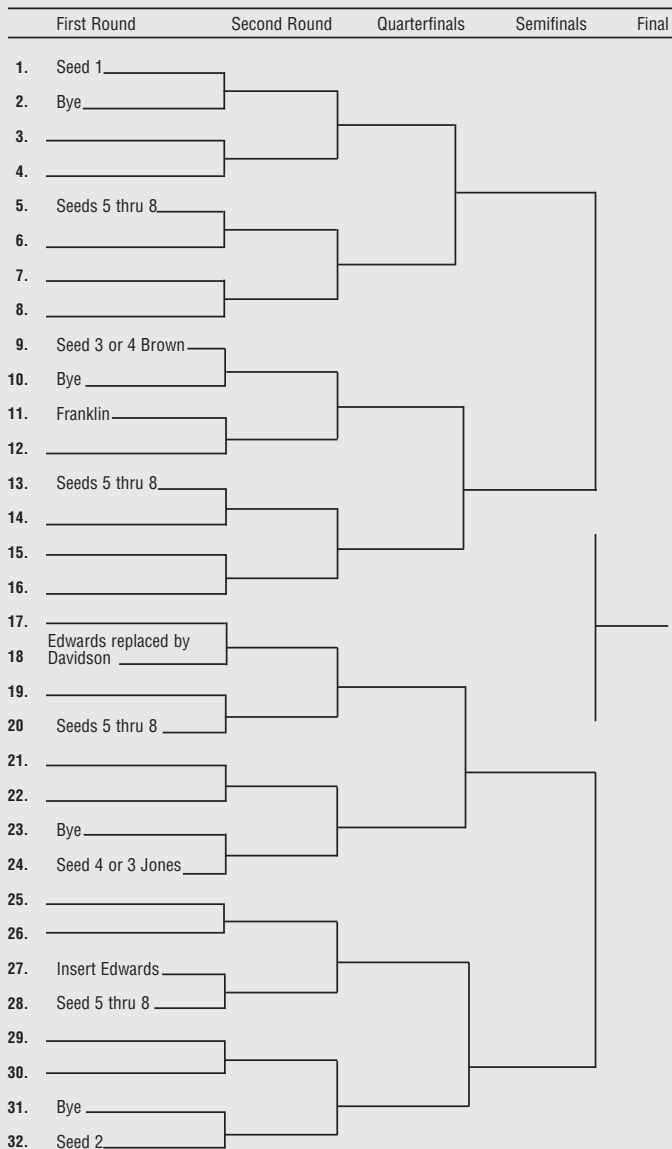 First Round Second Round Quarterfinals Semifinals Final
1. Seed 1
2. Bye
3.
4.
5. Seeds 5 thru 8
6.
7.
8.
9. Seed 3 or 4 Brown
10. Bye
11. Franklin
12.
13. Seeds 5 thru 8
14.
15.
16.
17.
Edwards replaced by
18 Davidson
19.
20 Seeds 5 thru 8
21.
22.
23. Bye
24. Seed 4 or 3 Jones
25.
26.
27. Insert Edwards
28. Seed 5 thru 8
29.
30.
31. Bye
32. Seed 2